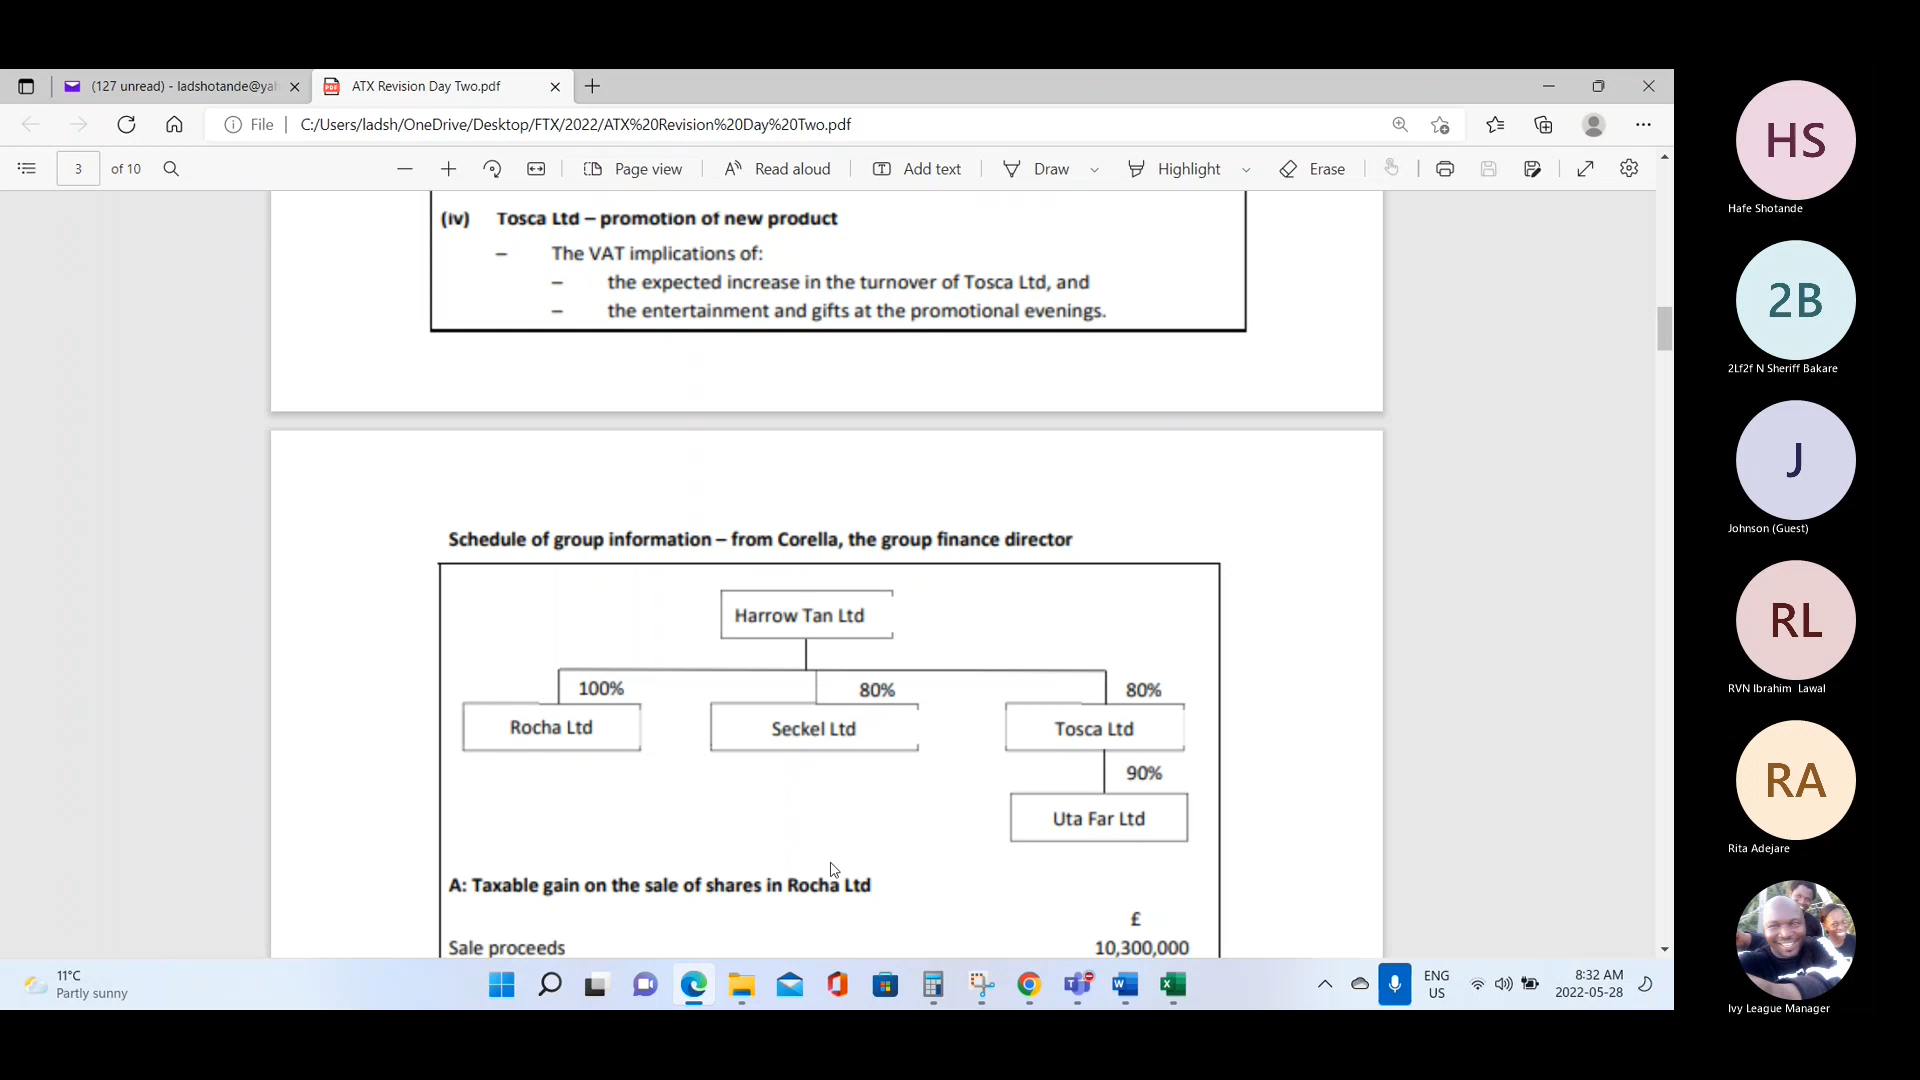 (127 unread) - ladshotande@yal
ATX Revision Day Two.pdf
File
C:/Users/ladsh/OneDrive/Desktop/FTX/2022/ATX%20Revision%20Day%20Two.pdf
3 of 10
Page view
Read aloud
Add text
Draw
Highlight
Erase
(iv) Tosca Ltd – promotion of new product
– The VAT implications of:
– the expected increase in the turnover of Tosca Ltd, and
– the entertainment and gifts at the promotional evenings.
Schedule of group information – from Corella, the group finance director
Harrow Tan Ltd
100% 80% 80%
Rocha Ltd Seckel Ltd Tosca Ltd
90%
Uta Far Ltd
A: Taxable gain on the sale of shares in Rocha Ltd
£
Sale proceeds 10,300,000
11°C
Partly sunny
ENG
US
8:32 AM
2022-05-28
HS
Hafe Shotande
2B
2Lf2f N Sheriff Bakare
J
Johnson (Guest)
RL
RVN Ibrahim Lawal
RA
Rita Adejare
Ivy League Manager